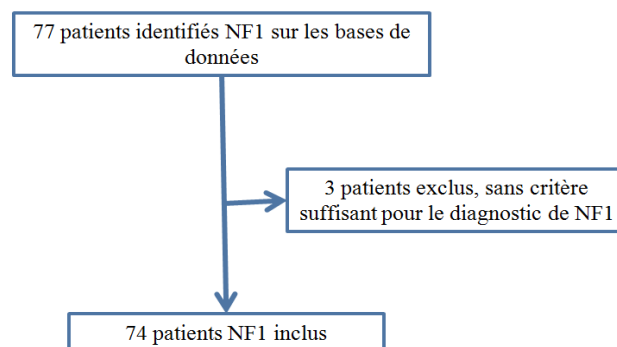 77 patients identifiés NF1 sur les bases de
données
3 patients exclus, sans critère
suffisant pour le diagnostic de NF1
74 patients NF1 inclus